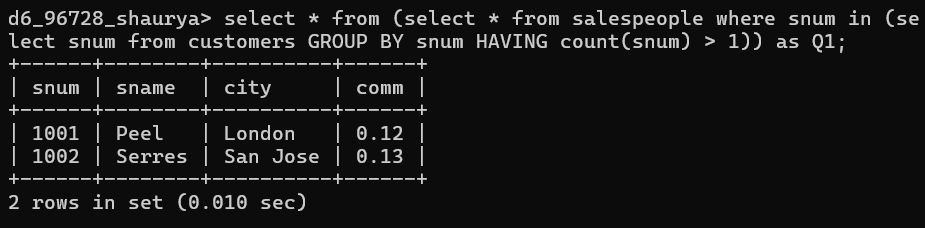 d6_96728_shaurya> select * from (select * from salespeople where snum in (se
lect snum from customers GROUP BY snum HAVING count(snum) > 1)) as Q1;
+------+--------+----------+------+
| snum | sname  | city     | comm |
+------+--------+----------+------+
| 1001 | Peel   | London   | 0.12 |
| 1002 | Serres | San Jose | 0.13 |
+------+--------+----------+------+
2 rows in set (0.010 sec)